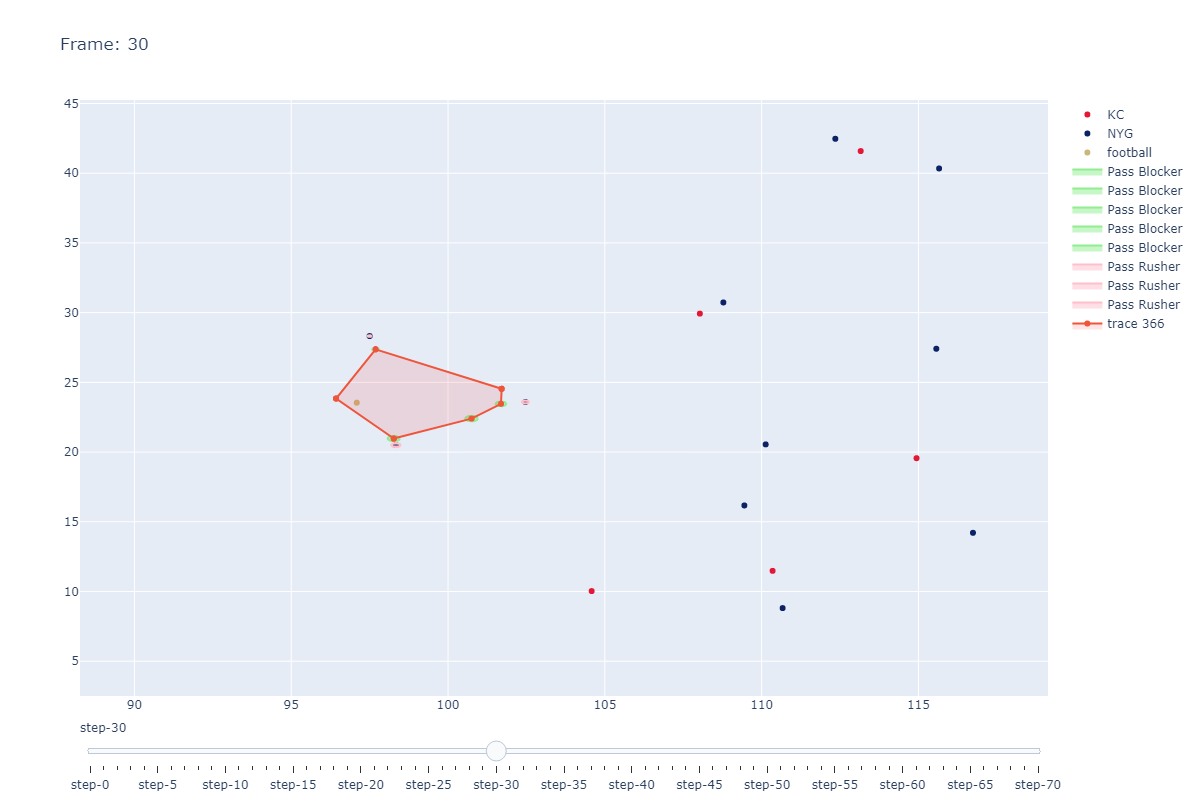 Frame: 30
45
40
35
30
25
20
15
10
5
90 95 100 105 110 115
KC
NYG
football
Pass Blocker
Pass Blocker
Pass Blocker
Pass Blocker
Pass Blocker
Pass Rusher
Pass Rusher
Pass Rusher
trace 366
step-30
step-0 step-5 step-10 step-15 step-20 step-25 step-30 step-35 step-40 step-45 step-50 step-55 step-60 step-65 step-70